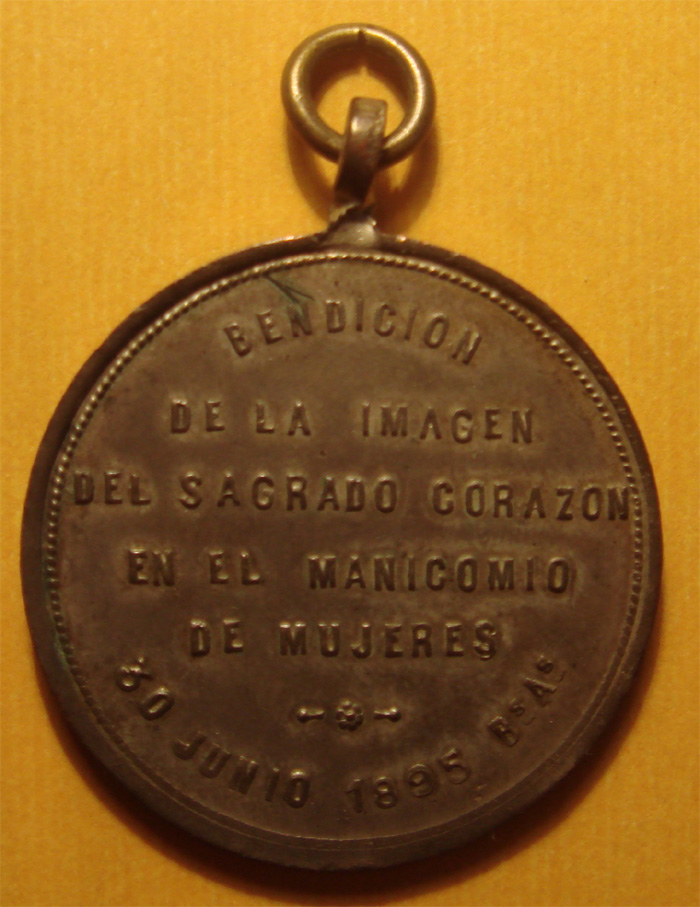 BENDICION
DE LA IMAGEN
DEL SAGRADO CORAZON
EN EL MANICOMIO
DE MUJERES
30 JUNIO 1895 Bs As